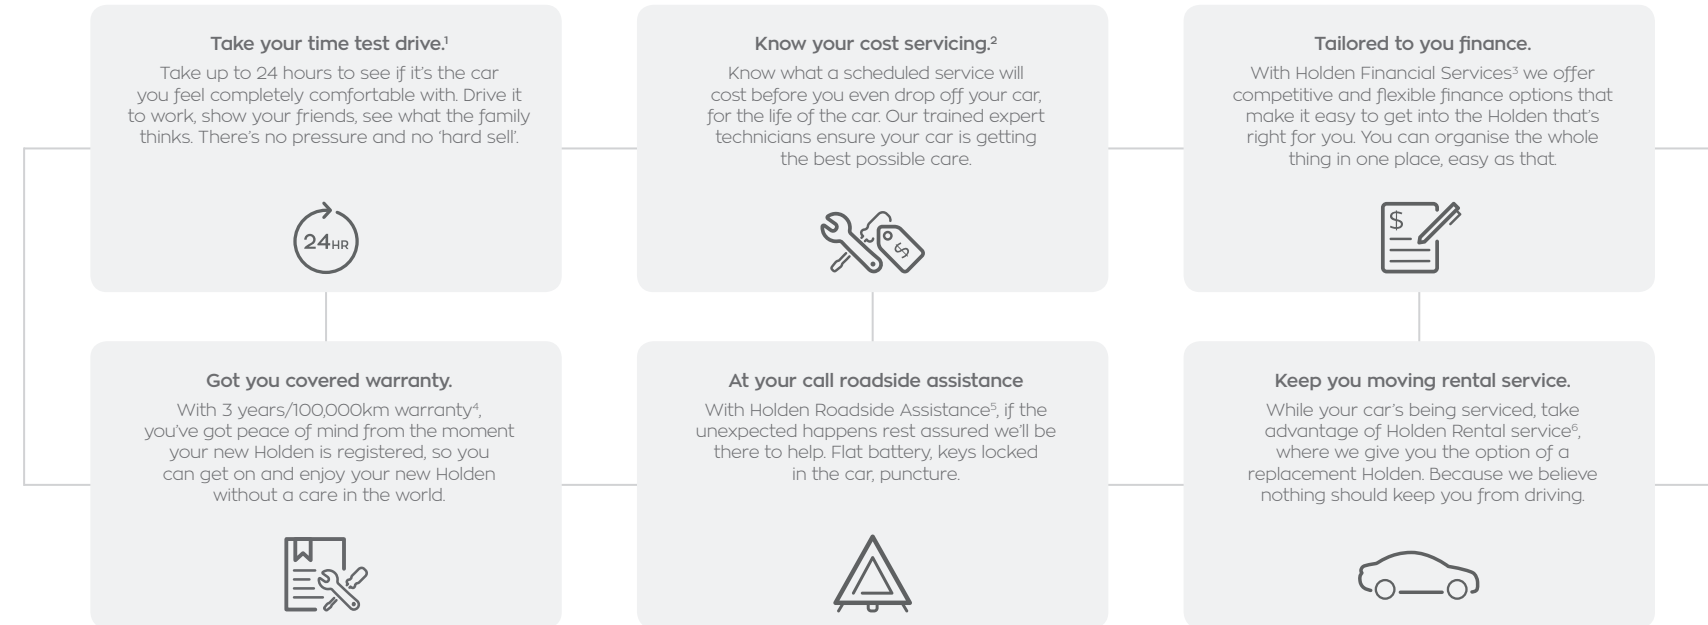 Take your time test drive.¹
Take up to 24 hours to see if it's the car
you feel completely comfortable with. Drive it
to work, show your friends, see what the family
thinks. There's no pressure and no 'hard sell'.
24HR
Know your cost servicing.²
Know what a scheduled service will
cost before you even drop off your car,
for the life of the car. Our trained expert
technicians ensure your car is getting
the best possible care.
$
Tailored to you finance.
With Holden Financial Services³ we offer
competitive and flexible finance options that
make it easy to get into the Holden that's
right for you. You can organise the whole
thing in one place, easy as that.
$
Got you covered warranty.
With 3 years/100,000km warranty⁴,
you've got peace of mind from the moment
your new Holden is registered, so you
can get on and enjoy your new Holden
without a care in the world.
At your call roadside assistance
With Holden Roadside Assistance⁵, if the
unexpected happens rest assured we'll be
there to help. Flat battery, keys locked
in the car, puncture.
Keep you moving rental service.
While your car's being serviced, take
advantage of Holden Rental service⁶,
where we give you the option of a
replacement Holden. Because we believe
nothing should keep you from driving.